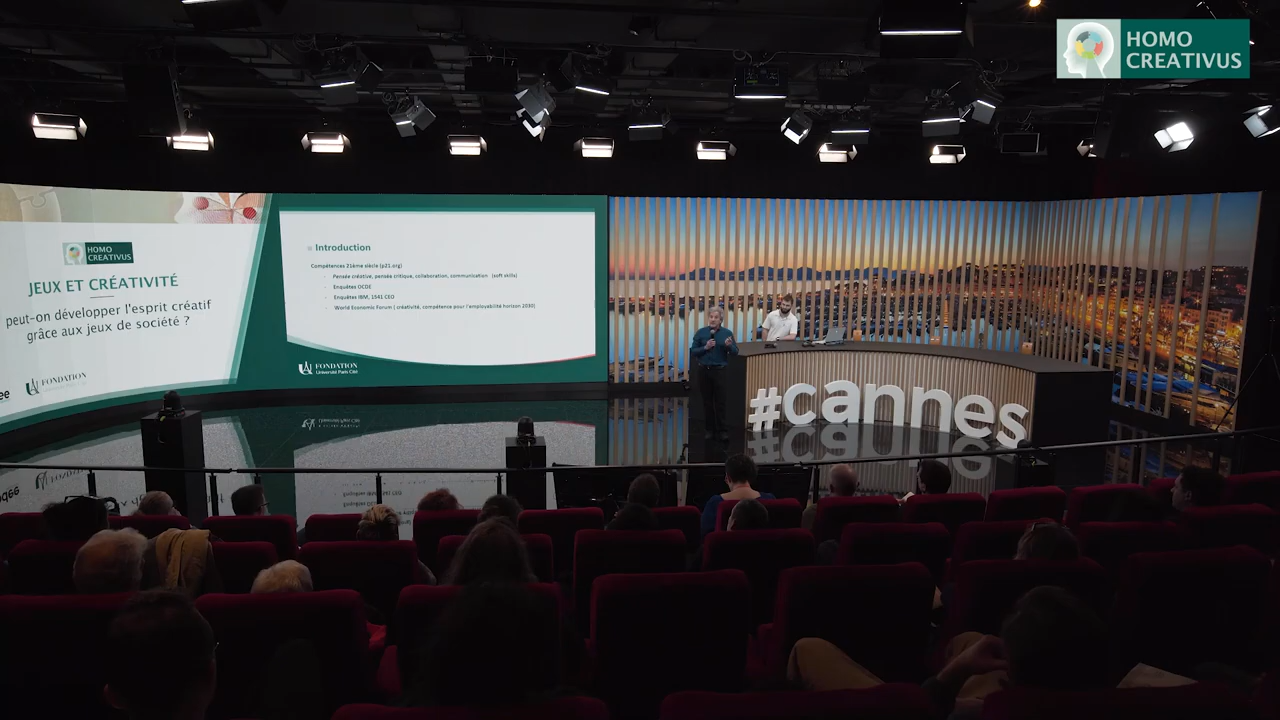 HOMO
CREATIVUS
HOMO
CREATIVUS
JEUX ET CRÉATIVITÉ
peut-on développer l'esprit créatif
grâce aux jeux de société ?
FONDATION
Introduction
Compétences 21ème siècle (p21.org)
Pensée créative, pensée critique, collaboration, communication (soft skills)
Enquêtes OCDE
Enquêtes IBM, 1541 CEO
World Economic Forum ( créativité, compétence pour l'employabilité horizon 2030)
FONDATION
Université Paris Cité
#cannes